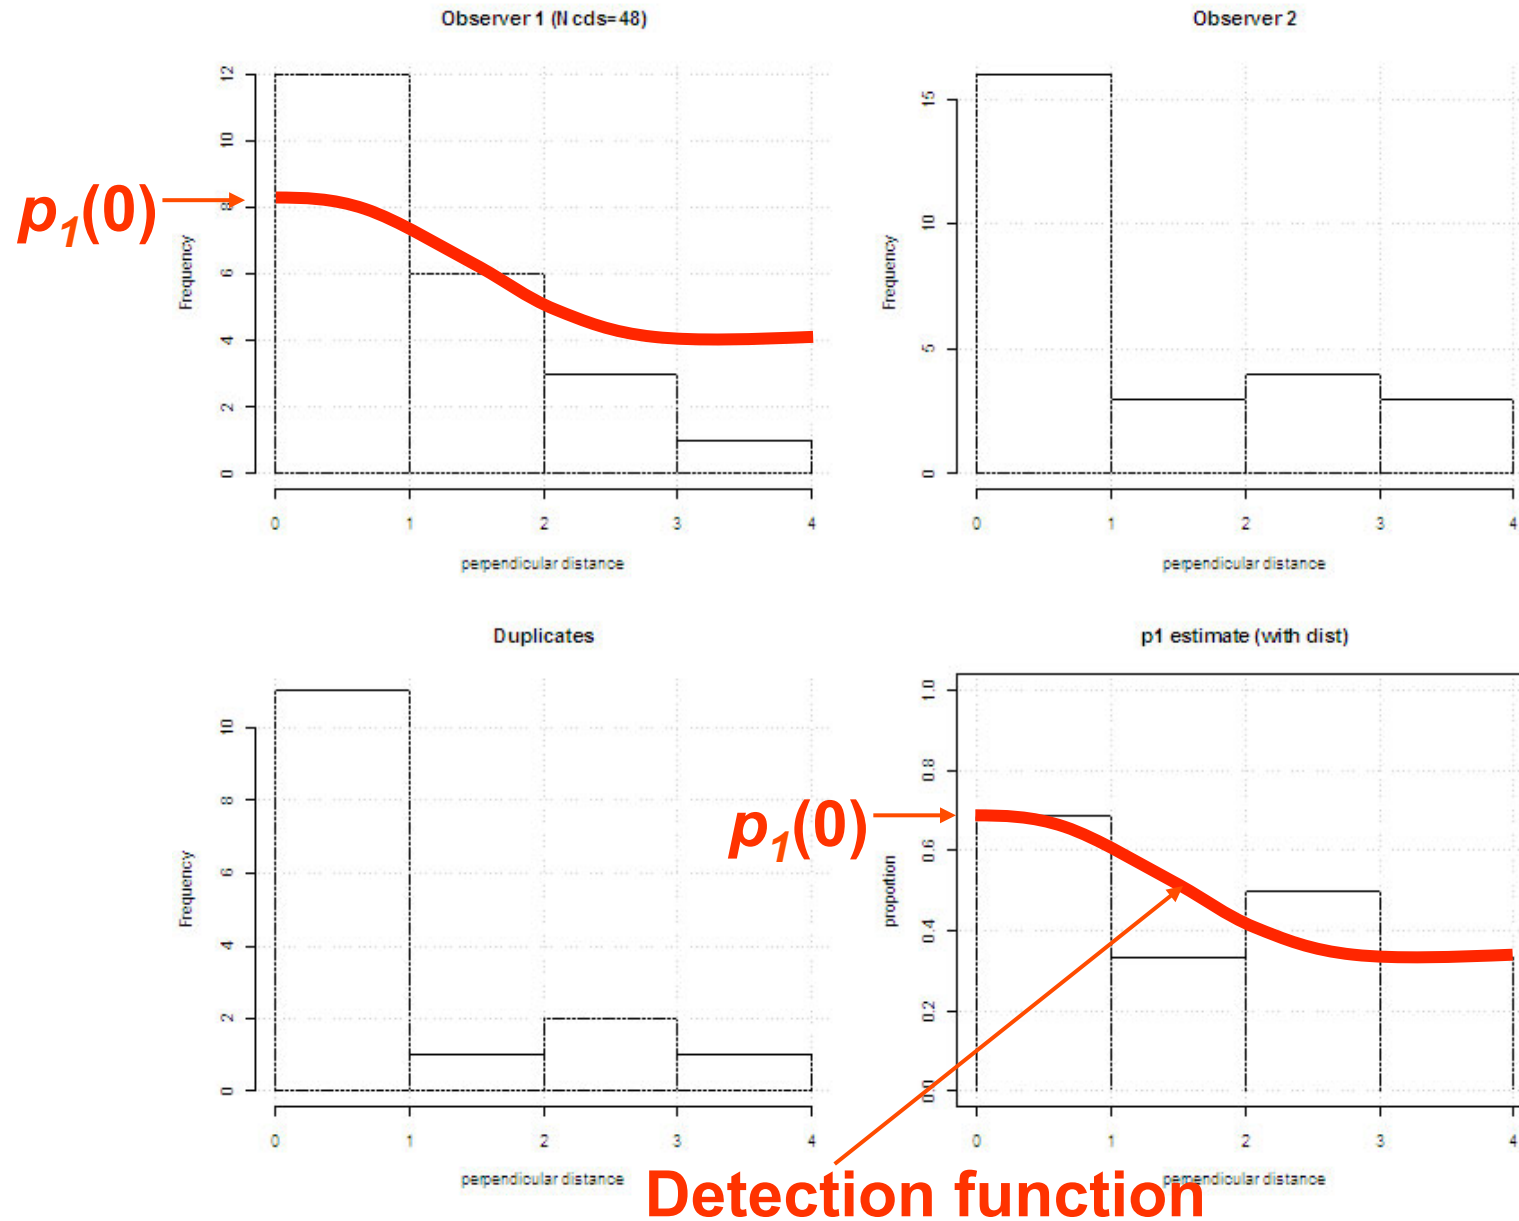 Observer 1 (N cds=48)
12
10
8
6
4
2
0
Frequency
0 1 2 3 4
perpendicular distance
p1(0)
Observer 2
15
10
5
0
Frequency
0 1 2 3 4
perpendicular distance
Duplicates
10
8
6
4
2
0
Frequency
0 1 2 3 4
perpendicular distance
p1 estimate (with dist)
1.0
0.8
0.6
0.4
0.2
0.0
proportion
0 1 2 3 4
perpendicular distance
p1(0)
Detection function